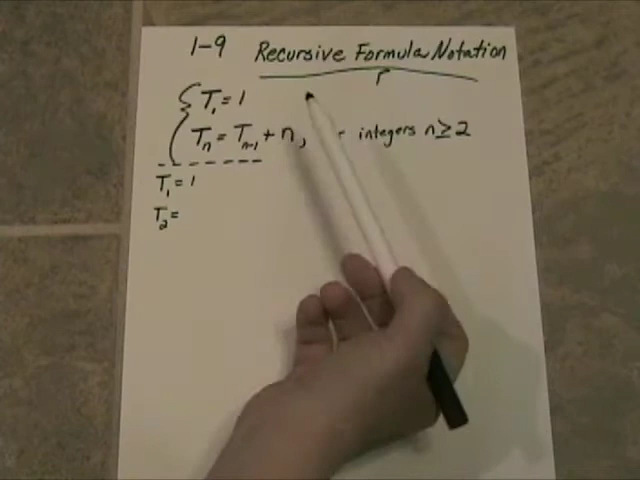 1-9 Recursive Formula Notation
T₁ = 1
Tₙ = Tₙ₋₁ + n, integers n ≥ 2
T₁ = 1
T₂ =